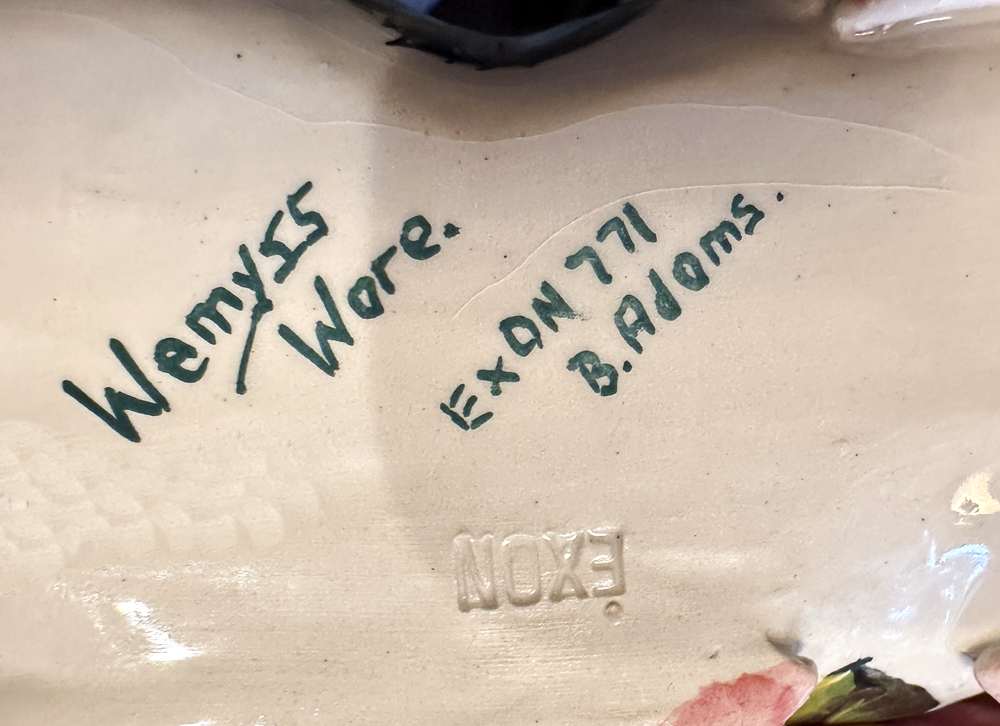 Wemyss
Ware.
EXON 771
B. Adams.
EXON